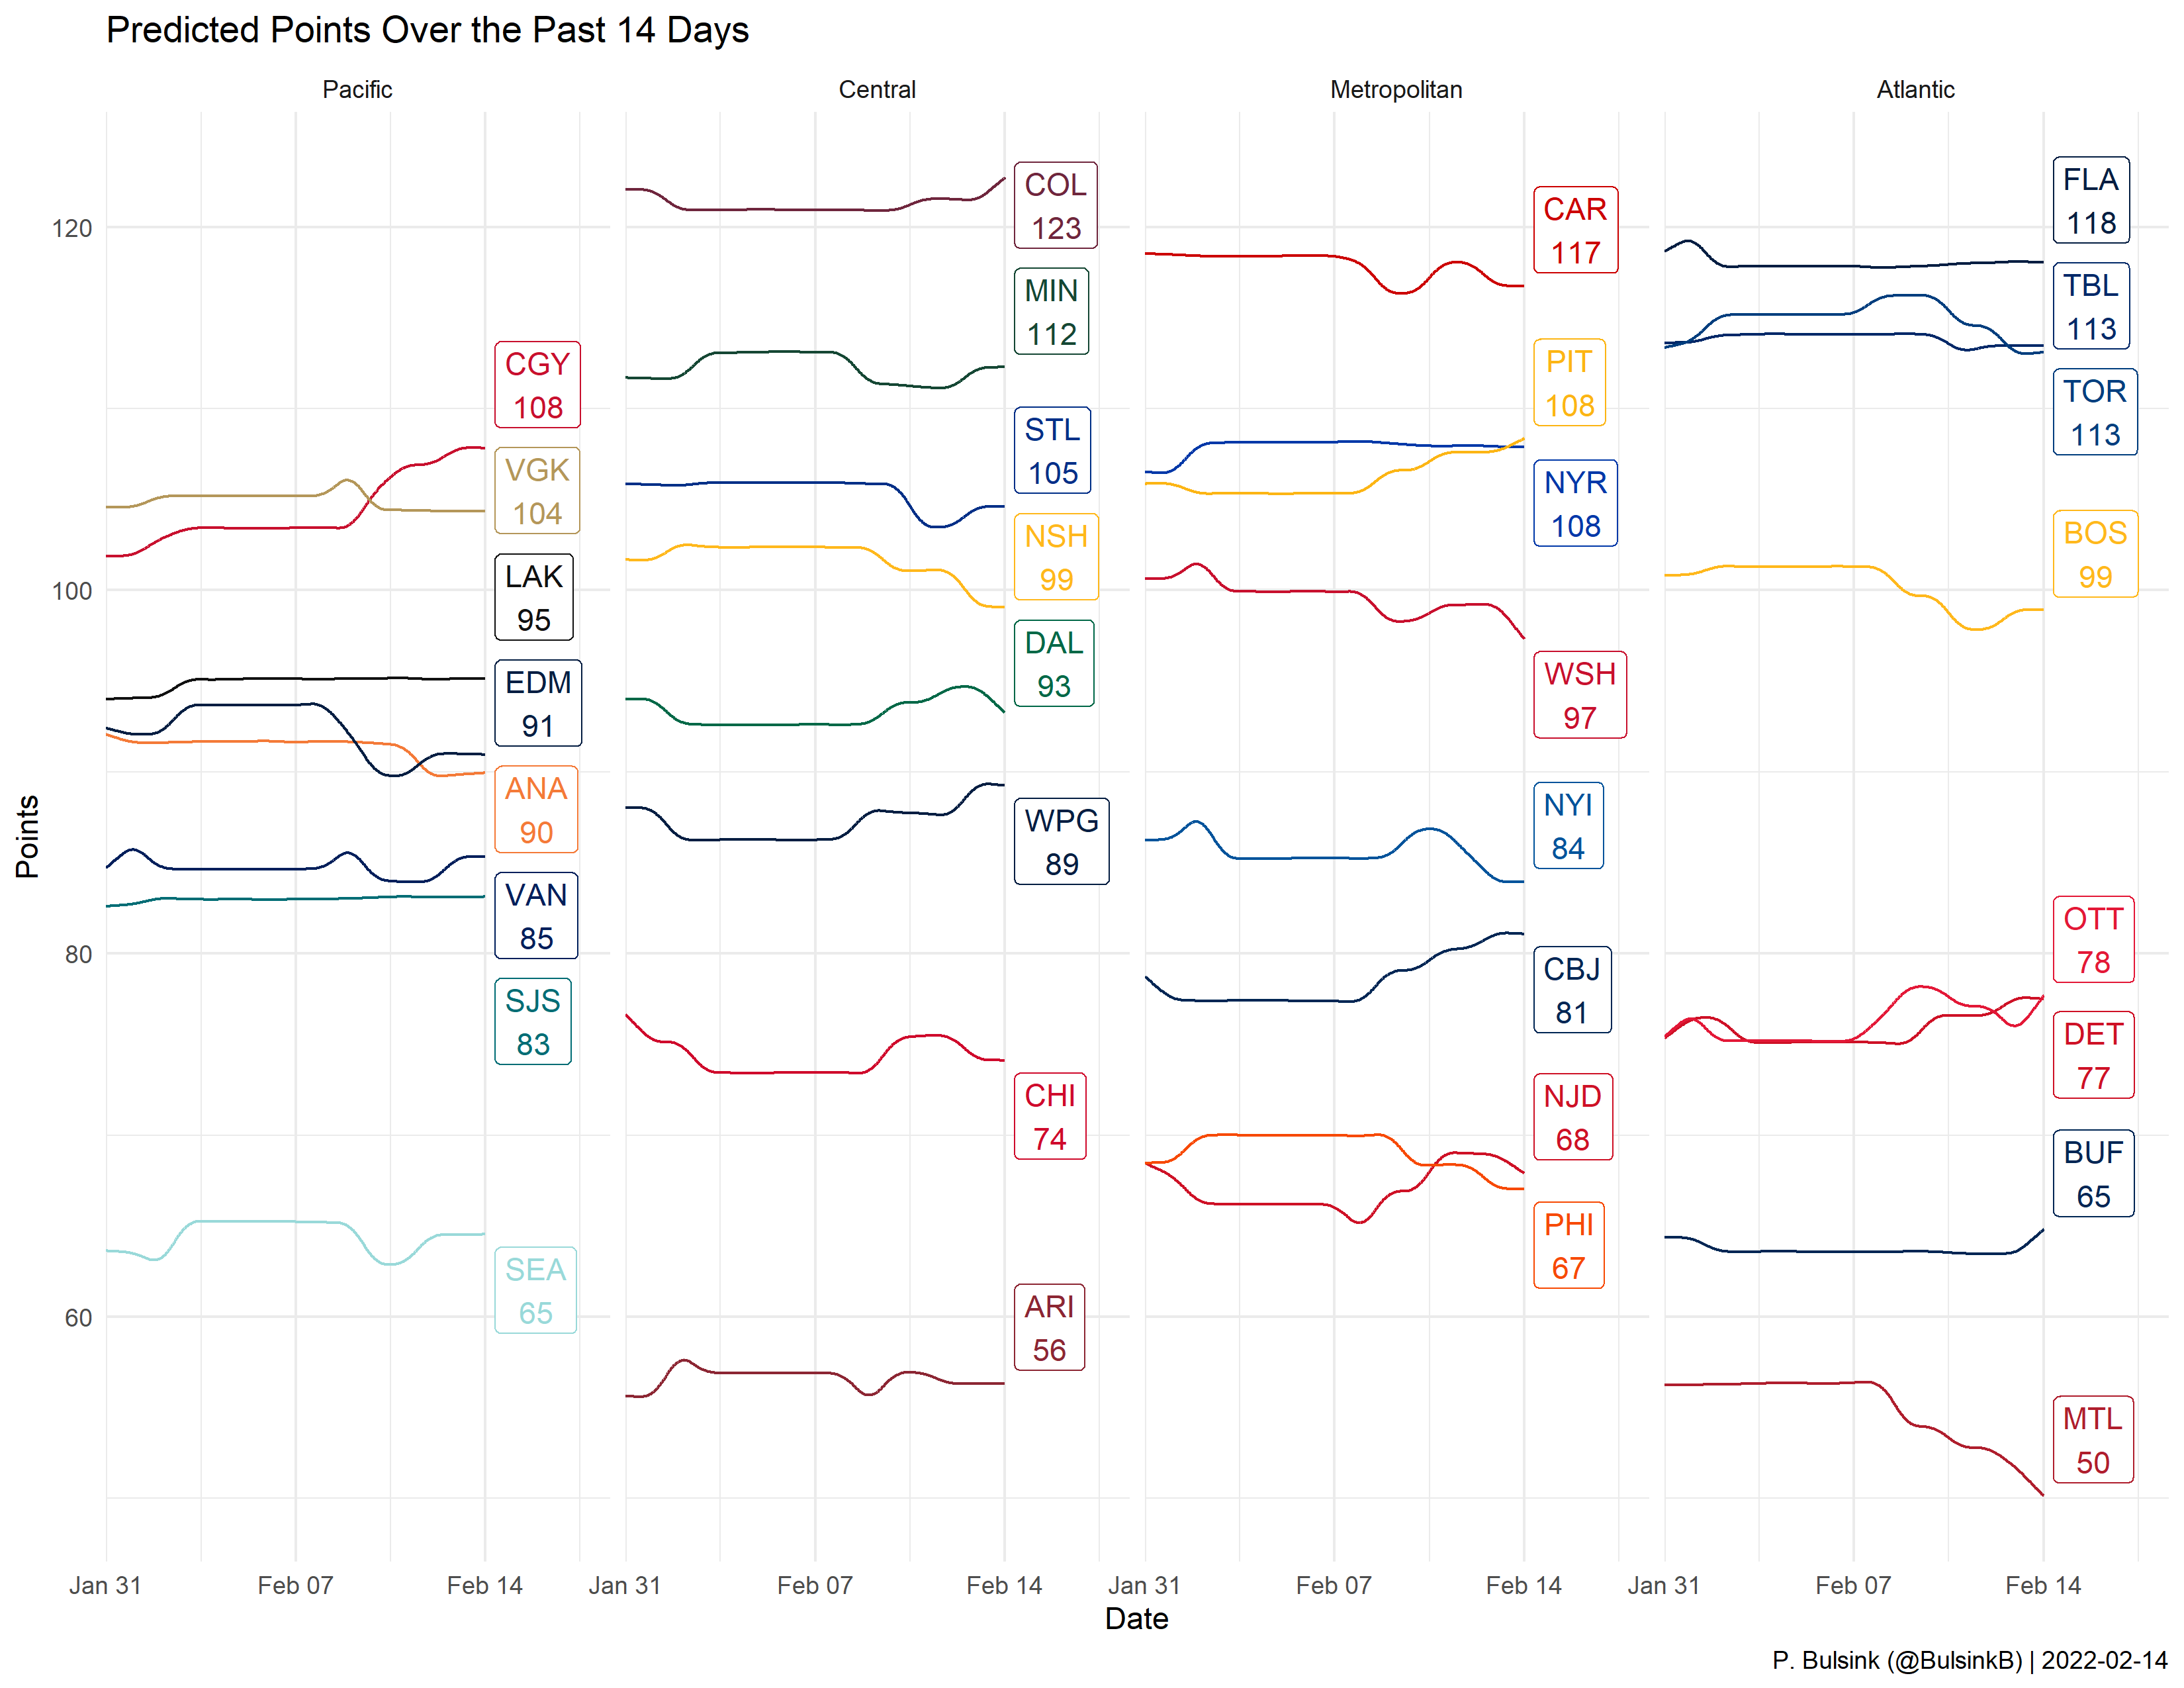 Predicted Points Over the Past 14 Days
Pacific
Central
Metropolitan
Atlantic
Points
120
100
80
60
CGY
108
VGK
104
LAK
95
EDM
91
ANA
90
VAN
85
SJS
83
SEA
65
COL
123
MIN
112
STL
105
NSH
99
DAL
93
WPG
89
CHI
74
ARI
56
CAR
117
PIT
108
NYR
108
WSH
97
NYI
84
CBJ
81
NJD
68
PHI
67
FLA
118
TBL
113
TOR
113
BOS
99
OTT
78
DET
77
BUF
65
MTL
50
Jan 31
Feb 07
Feb 14
Jan 31
Feb 07
Feb 14
Jan 31
Feb 07
Feb 14
Jan 31
Feb 07
Feb 14
Date
P. Bulsink (@BulsinkB) | 2022-02-14